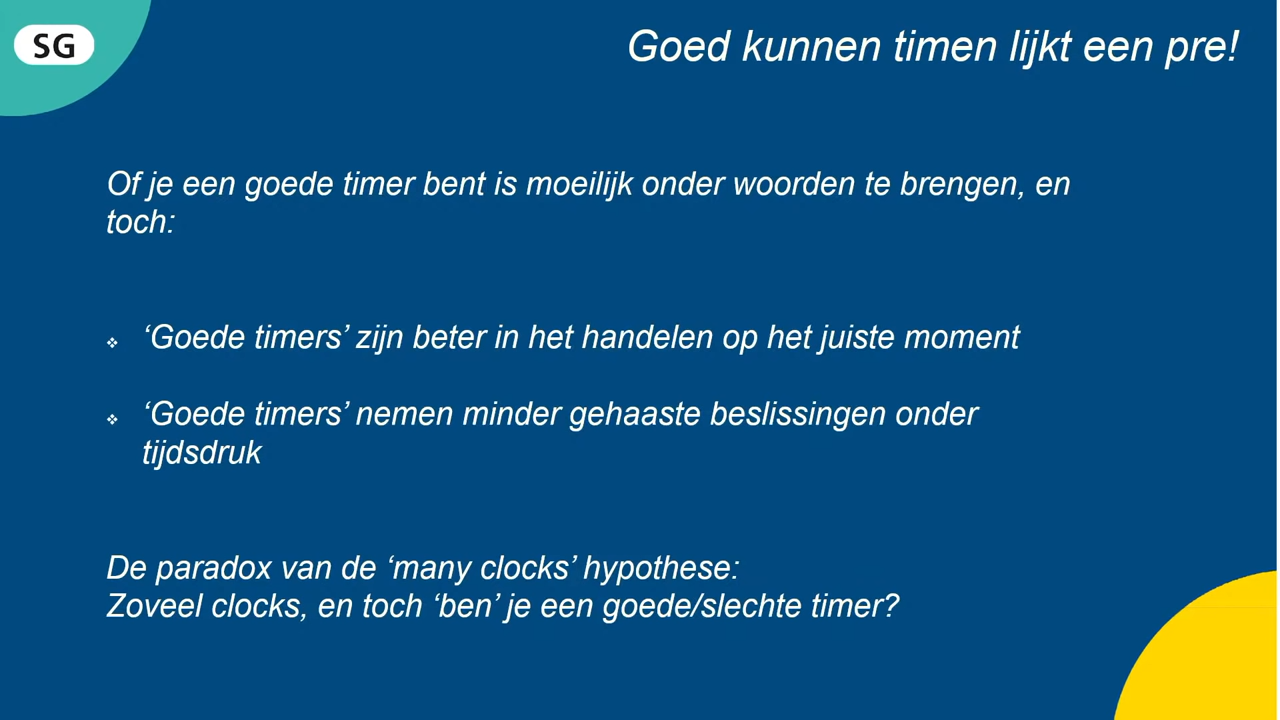 SG
Goed kunnen timen lijkt een pre!
Of je een goede timer bent is moeilijk onder woorden te brengen, en
toch:
❖ ‘Goede timers’ zijn beter in het handelen op het juiste moment
❖ ‘Goede timers’ nemen minder gehaaste beslissingen onder
tijdsdruk
De paradox van de ‘many clocks’ hypothese:
Zoveel clocks, en toch ‘ben’ je een goede/slechte timer?